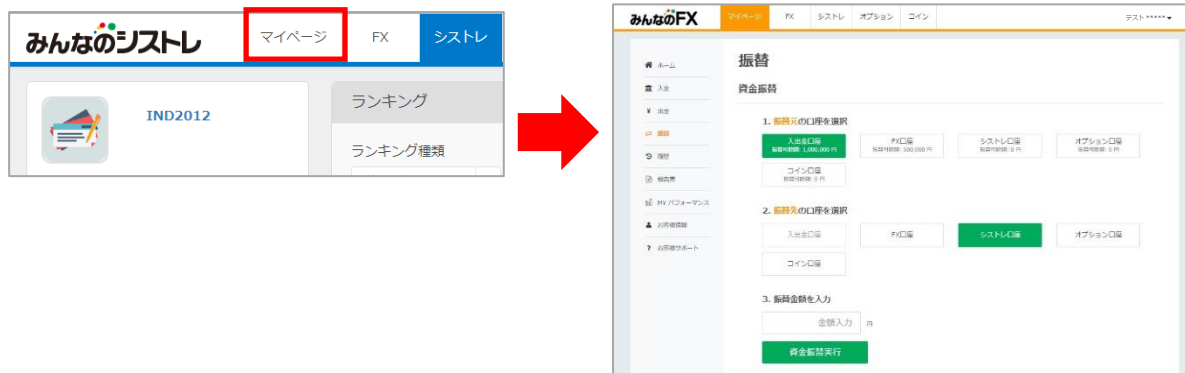 みんなのシストレ マイページ FX シストレ
IND2012
ランキング
ランキング種類
みんなのFX マイページ FX シストレ オプション コイン テスト*****▼
ホーム
入金
出金
振替
履歴
報告書
MY パフォーマンス
お客様情報
お客様サポート
振替
資金振替
1. 振替元の口座を選択
入出金口座 FX口座 シストレ口座 オプション口座
振替可能額: 1,000,000 円 振替可能額: 500,000 円 振替可能額: 0 円 振替可能額: 0 円
コイン口座
振替可能額: 0 円
2. 振替先の口座を選択
入出金口座 FX口座 シストレ口座 オプション口座
コイン口座
3. 振替金額を入力
金額入力 円
資金振替実行